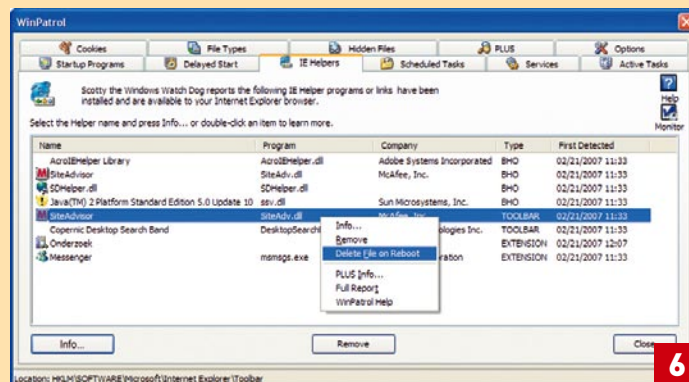 WinPatrol
Cookies File Types Hidden Files PLUS Options
Startup Programs Delayed Start IE Helpers Scheduled Tasks Services Active Tasks
Scotty the Windows Watch Dog reports the following IE Helper programs or links have been
installed and are available to your Internet Explorer browser.
Help
Select the Helper name and press Info... or double-click an item to learn more.
Monitor
Name Program Company Type First Detected
AcroIEHelper Library AcroIEHelper.dll Adobe Systems Incorporated BHO 02/21/2007 11:33
SiteAdvisor SiteAdv.dll McAfee, Inc. BHO 02/21/2007 11:33
SDHelper.dll SDHelper.dll BHO 02/21/2007 11:33
Java(TM) 2 Platform Standard Edition 5.0 Update 10 ssv.dll Sun Microsystems, Inc. BHO 02/21/2007 11:33
SiteAdvisor SiteAdv.dll McAfee, Inc. TOOLBAR 02/21/2007 11:33
Copernic Desktop Search Band DesktopSearch ologies Inc. TOOLBAR 02/21/2007 11:33
Onderzoek EXTENSION 02/21/2007 12:07
Messenger msmsgs.exe ration EXTENSION 02/21/2007 11:33
Info...
Remove
Delete File on Reboot
PLUS Info...
Full Report
WinPatrol Help
Info... Remove Close
Location: HKLM\SOFTWARE\Microsoft\Internet Explorer\Toolbar
6